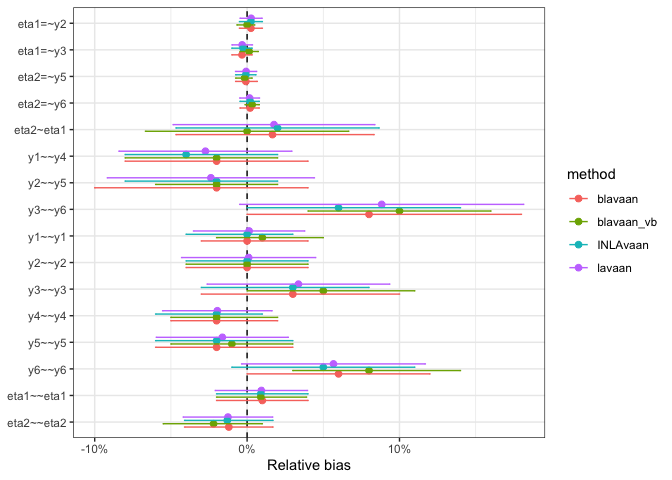 eta1=~y2
eta1=~y3
eta2=~y5
eta2=~y6
eta2~eta1
y1~~y4
y2~~y5
y3~~y6
y1~~y1
y2~~y2
y3~~y3
y4~~y4
y5~~y5
y6~~y6
eta1~~eta1
eta2~~eta2
-10%
0%
10%
Relative bias
method
blavaan
blavaan_vb
INLAvaan
lavaan